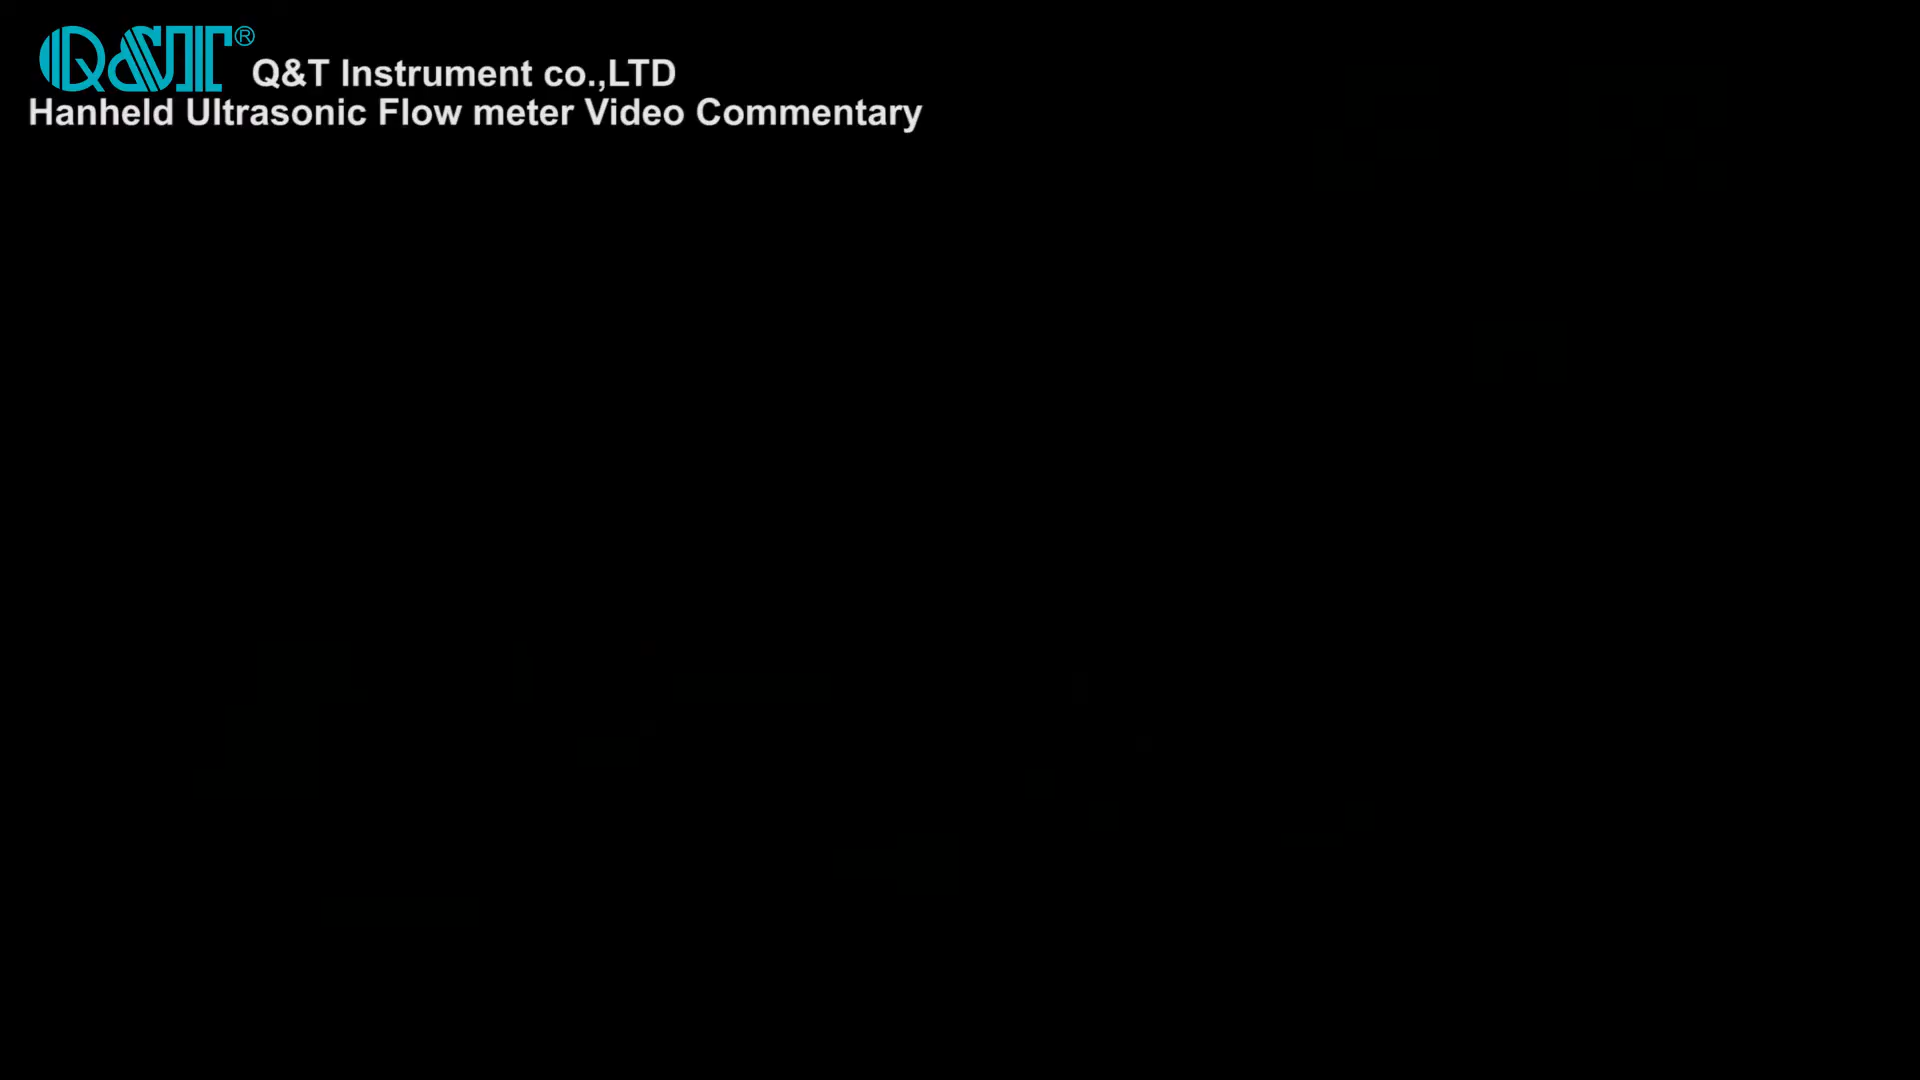 Q&T® Q&T Instrument co.,LTD
Hanheld Ultrasonic Flow meter Video Commentary